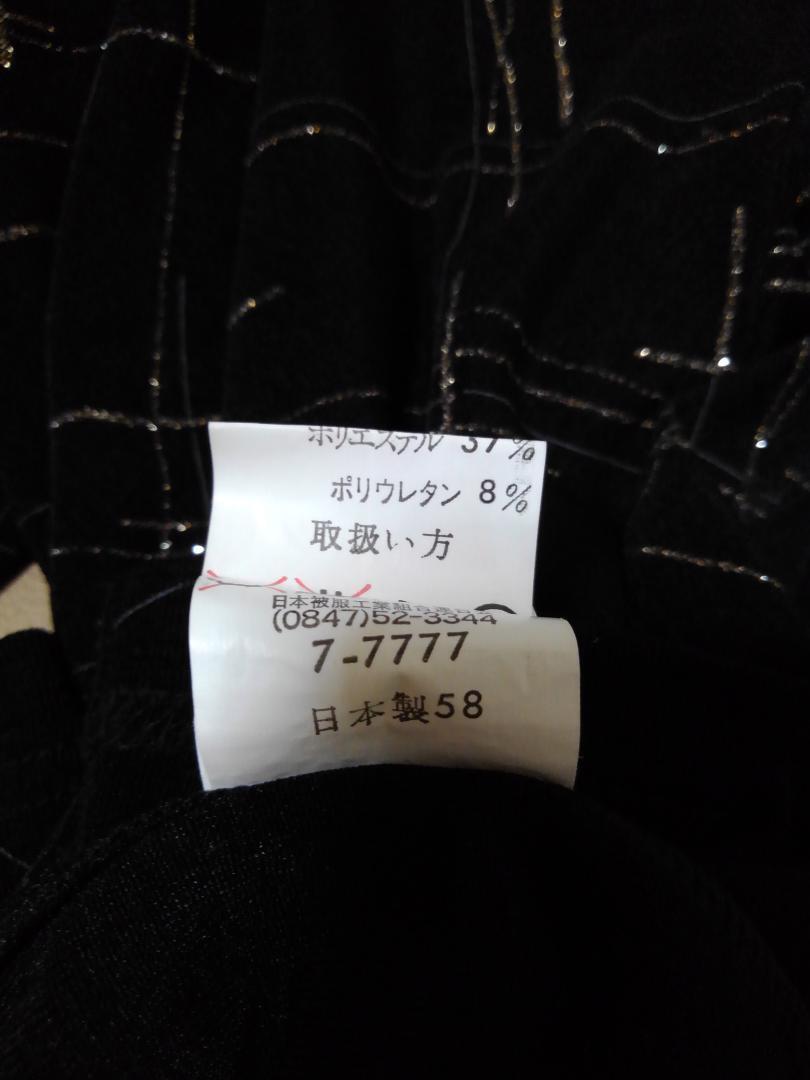 ポリエステル 37%
ポリウレタン 8%
取扱い方
日本被服工業組合連合会
(0847)52-3344
7-7777
日本製58